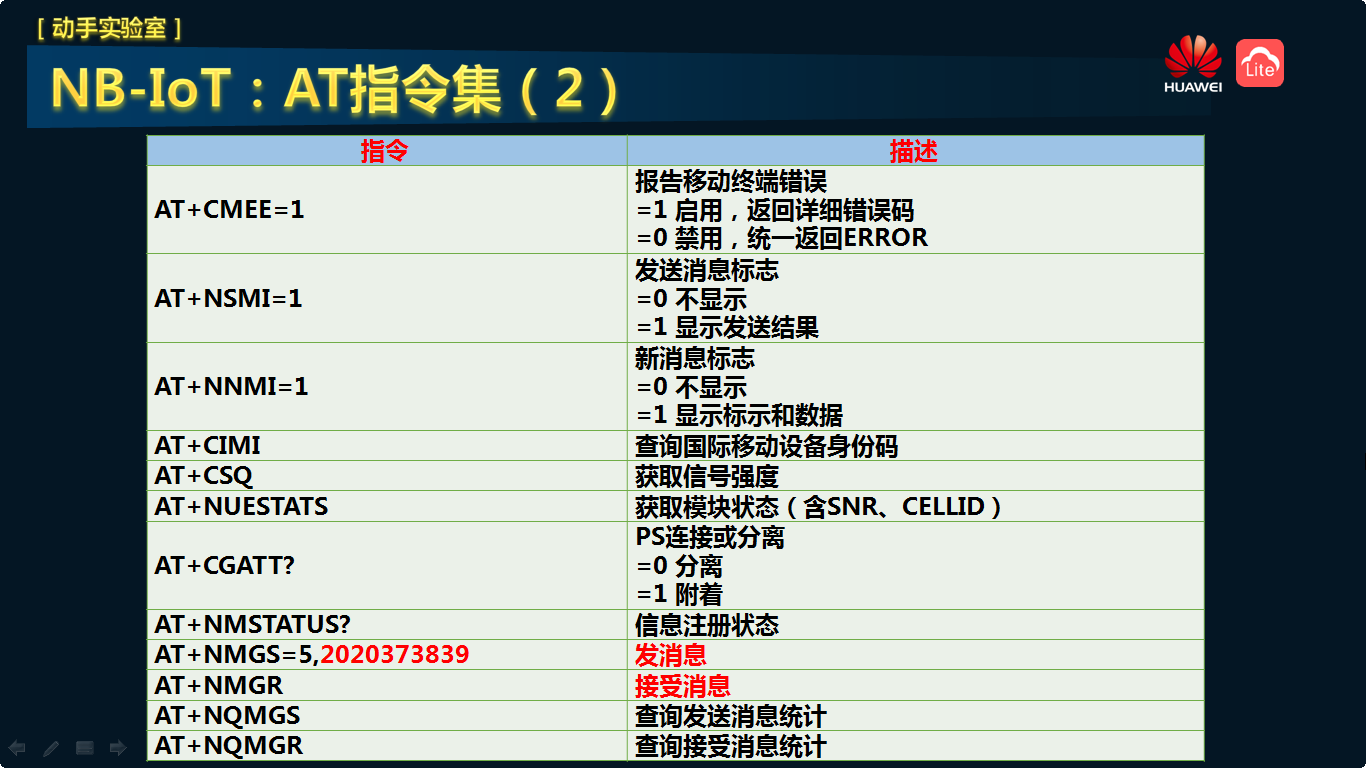 [ 动手实验室 ]
NB-IoT：AT指令集（2）
HUAWEI
Lite
指令
描述
AT+CMEE=1
报告移动终端错误
=1 启用，返回详细错误码
=0 禁用，统一返回ERROR
AT+NSMI=1
发送消息标志
=0 不显示
=1 显示发送结果
AT+NNMI=1
新消息标志
=0 不显示
=1 显示标示和数据
AT+CIMI
查询国际移动设备身份码
AT+CSQ
获取信号强度
AT+NUESTATS
获取模块状态（含SNR、CELLID）
AT+CGATT?
PS连接或分离
=0 分离
=1 附着
AT+NMSTATUS?
信息注册状态
AT+NMGS=5,2020373839
发消息
AT+NMGR
接受消息
AT+NQMGS
查询发送消息统计
AT+NQMGR
查询接受消息统计